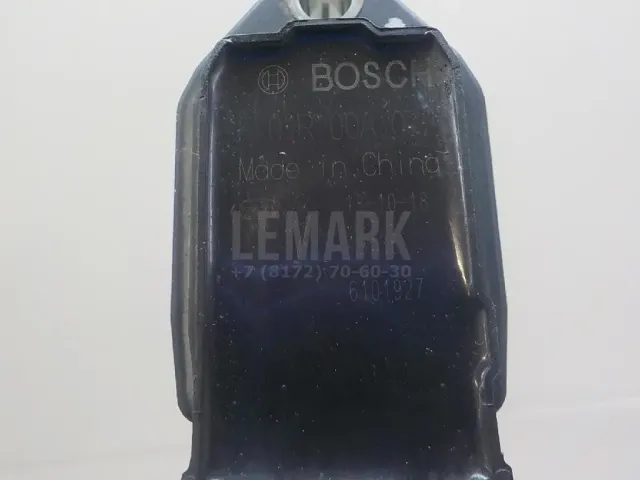 BOSCH
Made in China
LEMARK
+7 (8172) 70-60-30
6101927